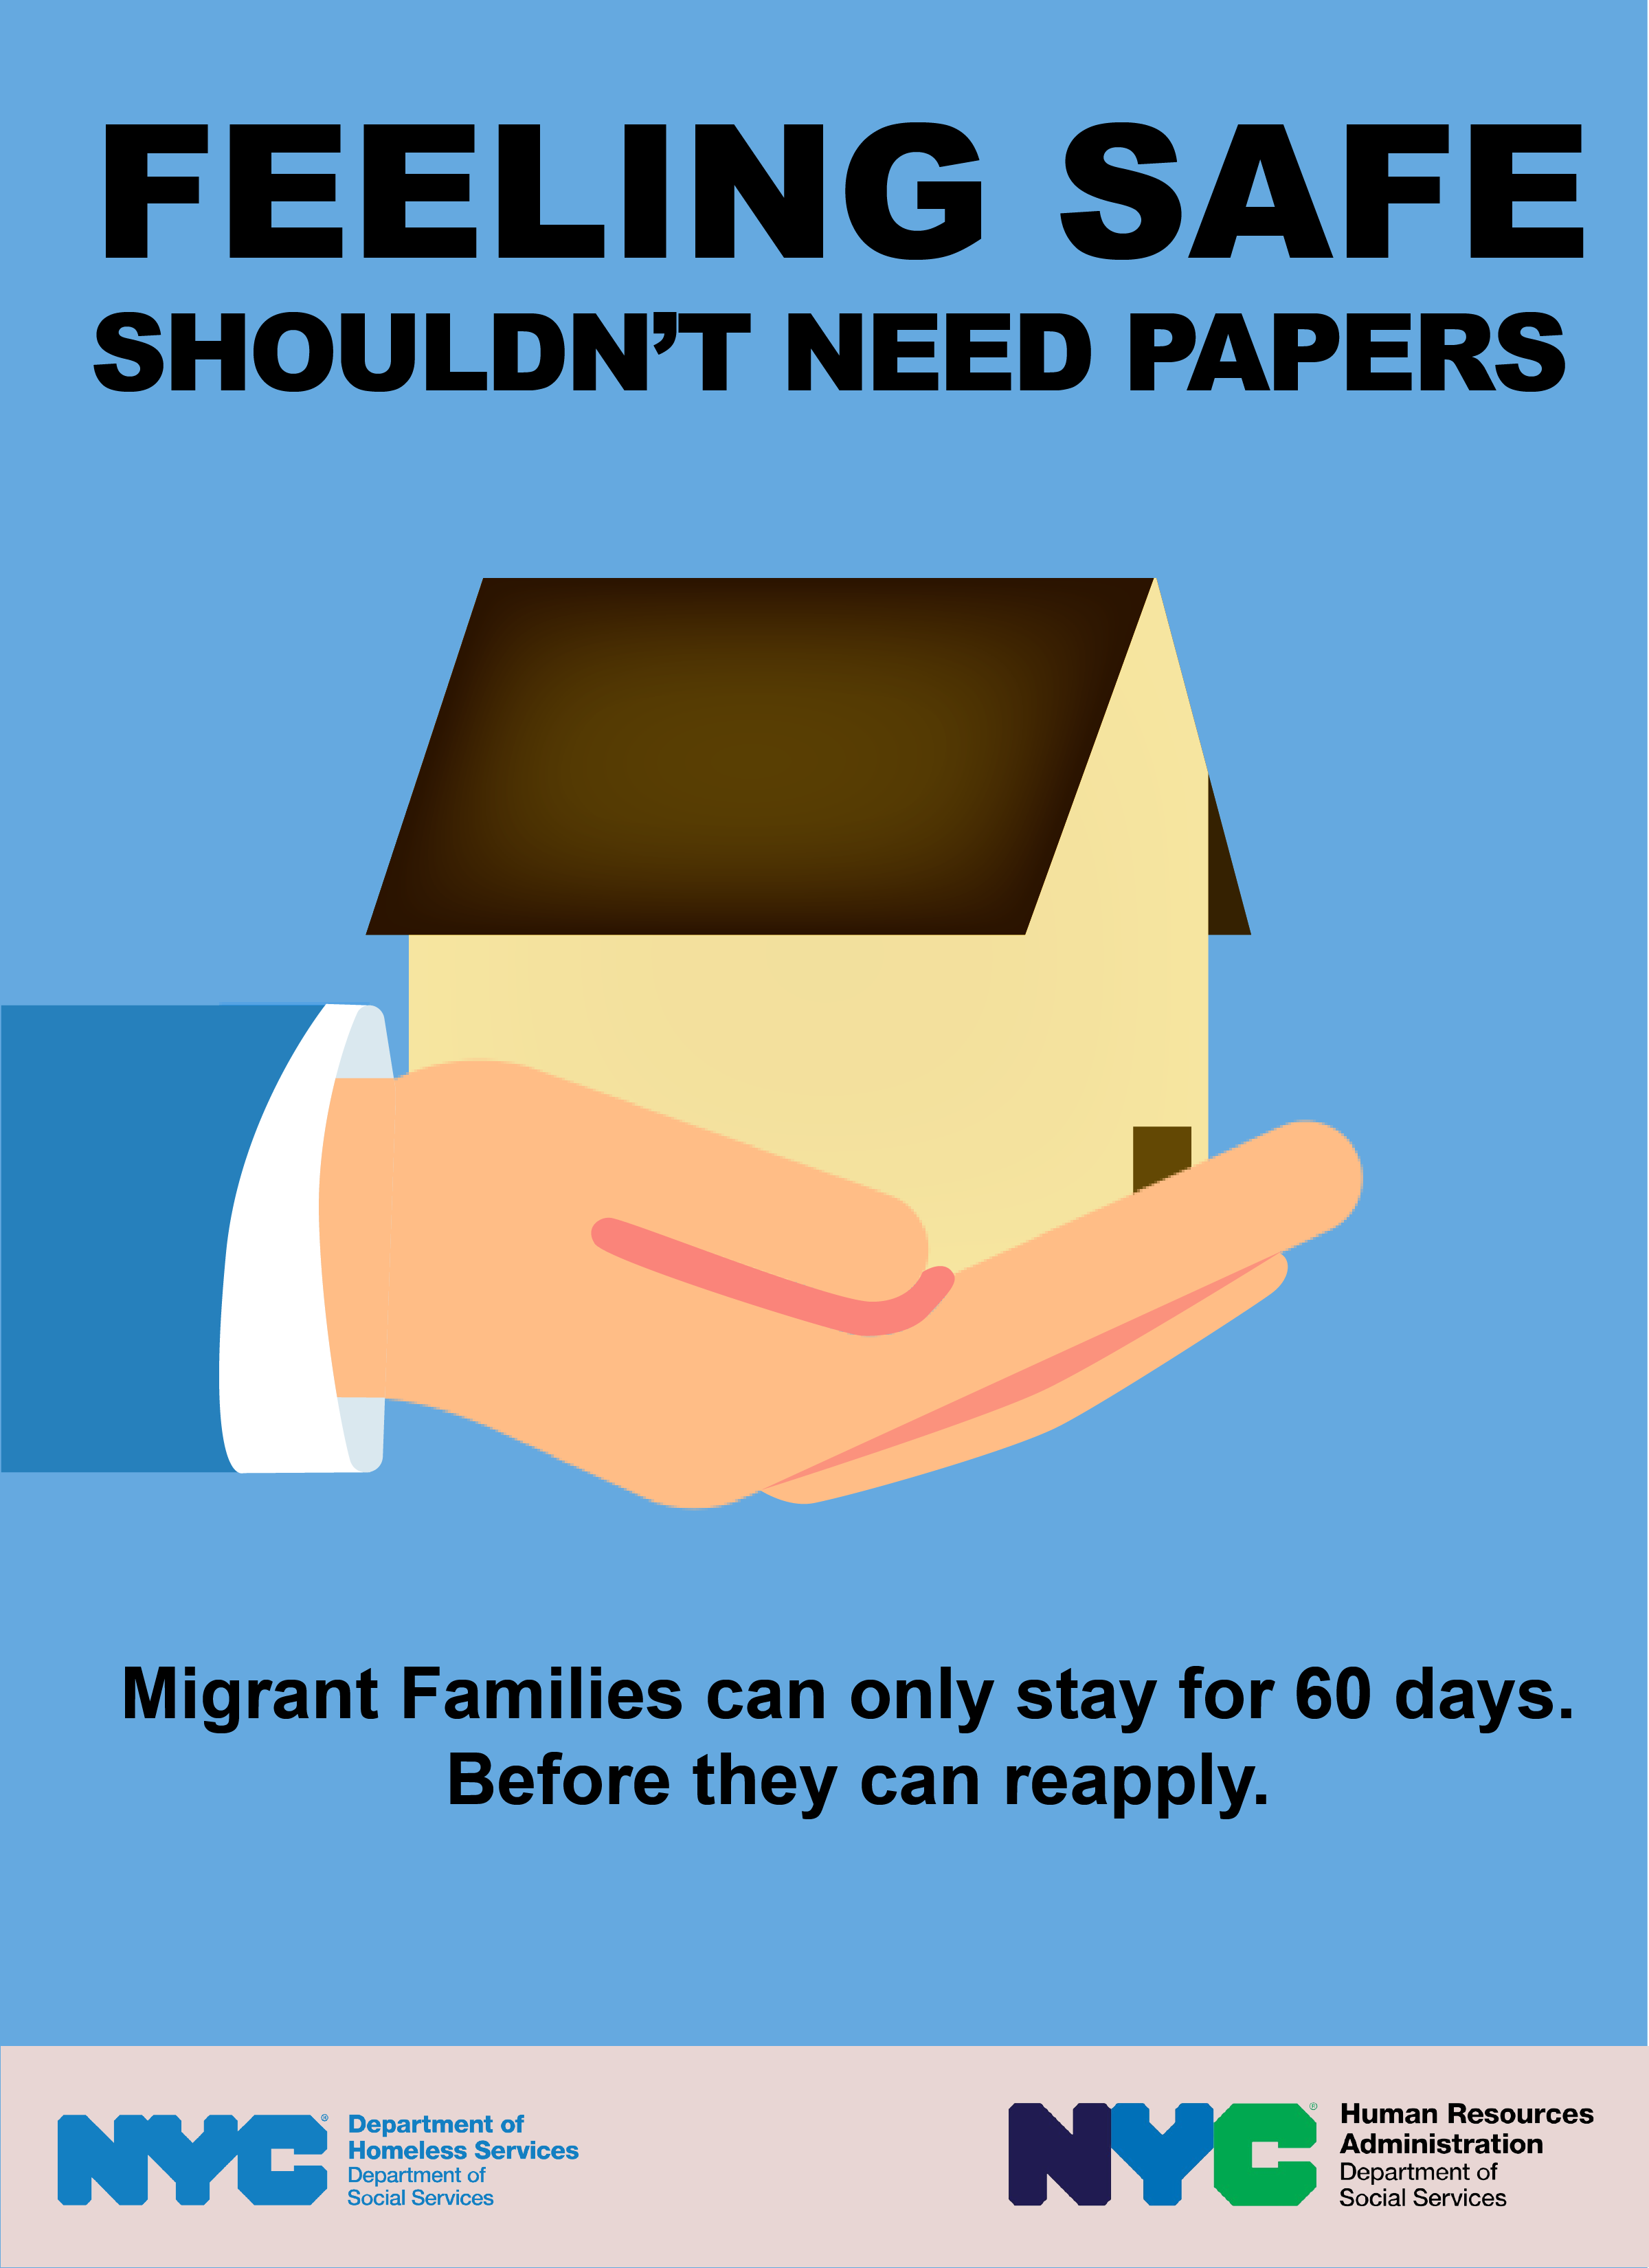 FEELING SAFE
SHOULDN'T NEED PAPERS
Migrant Families can only stay for 60 days.
Before they can reapply.
NYC®
Department of
Homeless Services
Department of
Social Services
NYC®
Human Resources
Administration
Department of
Social Services